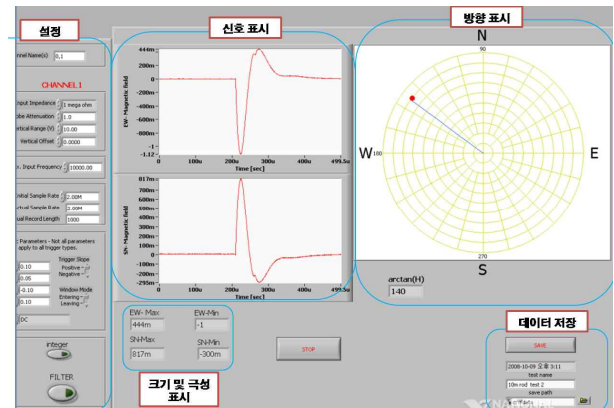 설정
nnel Name(s) 0,1
CHANNEL1
nput Impedance 1 mega ohm
obe Attenuation 1.0
ertical Range (V) 10.00
Vertical Offset 0.0000
x. Input Frequency 10000.00
nitial Sample Rate 2.00M
ctual Sample Rate 2.00M
ual Record Length 1000
Parameters - Not all parameters
apply to all trigger types.
Trigger Slope
0.10 Positive
0.05 Negative
-0.10 Window Mode
0.10 Entering
Leaving
DC
integer
FILTER
신호 표시
EW- Magnetic field
444m
200m
0
-200m
-400m
-600m
-800m
-1
-1.12
0 100u 200u 300u 400u 499.5u
Time [sec]
SN- Magnetic field
817m
700m
600m
500m
400m
300m
200m
100m
0
-100m
-200m
-295m
0 100u 200u 300u 400u 499.5u
Time [sec]
EW- Max EW-Min
444m -1
SN-Max SN-Min
817m -300m
크기 및 극성
표시
STOP
방향 표시
N
90
W 180 E
270
S
arctan(H)
140
데이터 저장
SAVE
2008-10-09 오후 3:11
test name
10m rod test 2
save path